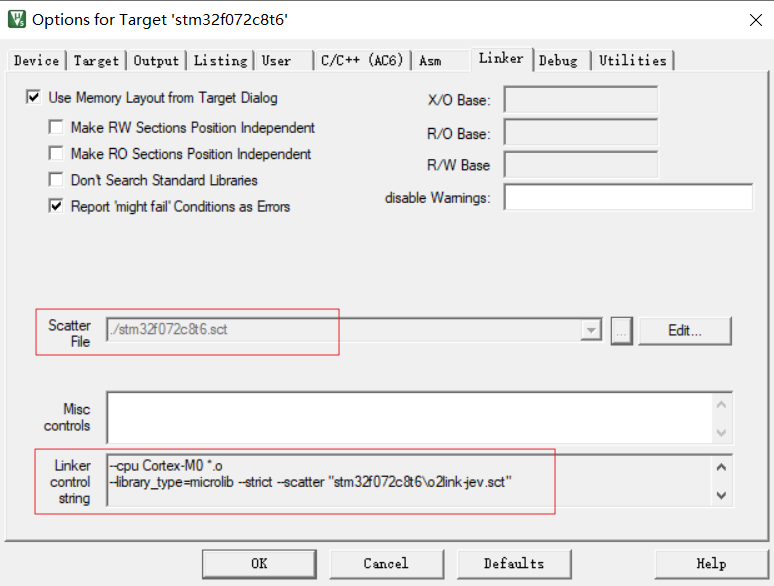 Options for Target 'stm32f072c8t6'
Device Target Output Listing User C/C++ (AC6) Asm Linker Debug Utilities
Use Memory Layout from Target Dialog
Make RW Sections Position Independent
Make RO Sections Position Independent
Don't Search Standard Libraries
Report 'might fail' Conditions as Errors
X/O Base:
R/O Base:
R/W Base
disable Warnings:
Scatter
File
./stm32f072c8t6.sct
...
Edit...
Misc
controls
Linker
control
string
--cpu Cortex-M0 *.o
--library_type=microlib --strict --scatter "stm32f072c8t6\o2link-jev.sct"
OK Cancel Defaults Help